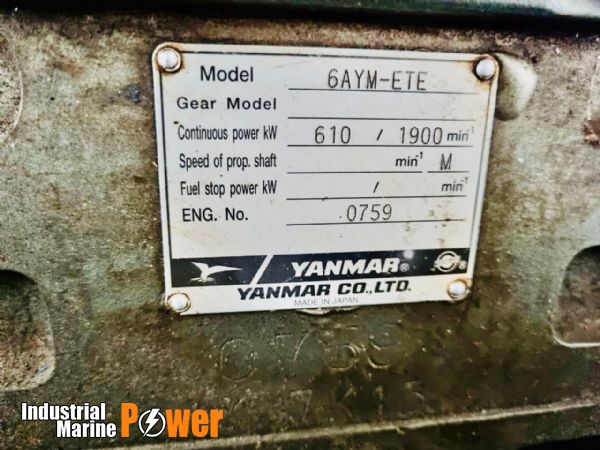 Model 6AYM-ETE
Gear Model
Continuous power kW 610 / 1900 min⁻¹
Speed of prop. shaft min⁻¹ M
Fuel stop power kW / min⁻¹
ENG. No. 0759
YANMAR®
YANMAR CO.,LTD.
MADE IN JAPAN
0759
Industrial
Marine Power